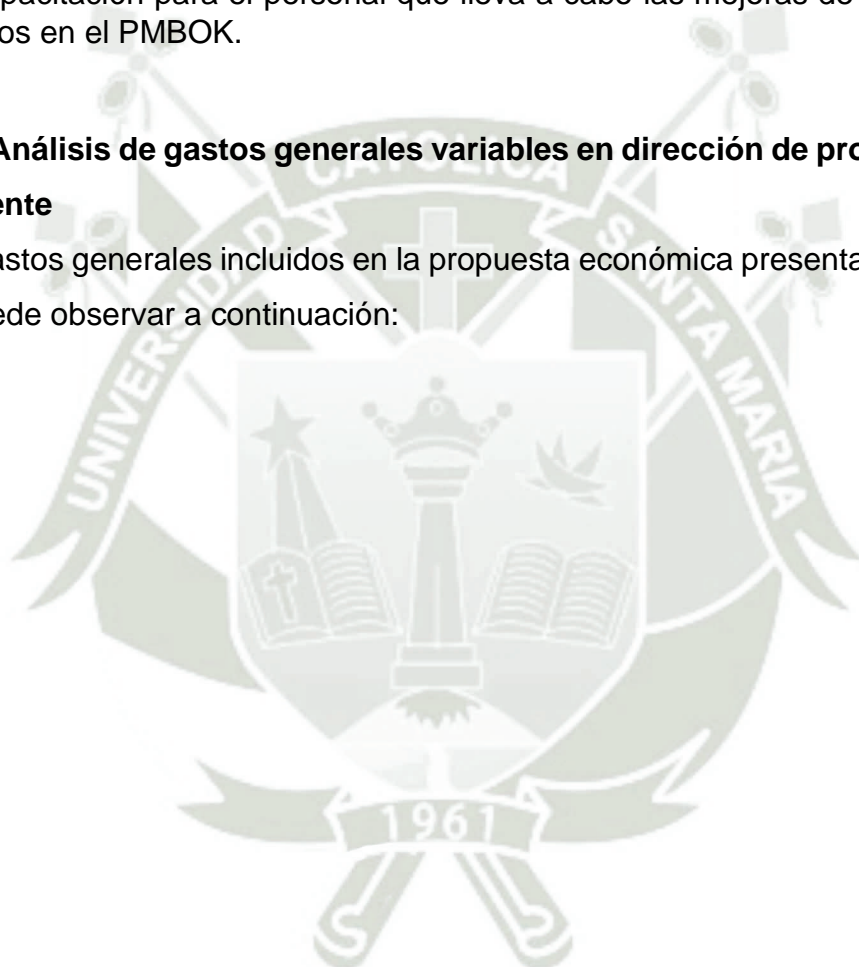 pacitación para el personal que lleva a cabo las mejoras de
os en el PMBOK.
Análisis de gastos generales variables en dirección de pro
ente
astos generales incluidos en la propuesta económica presenta
ede observar a continuación:
UNIVERSIDAD CATOLICA SANTA MARIA
1961